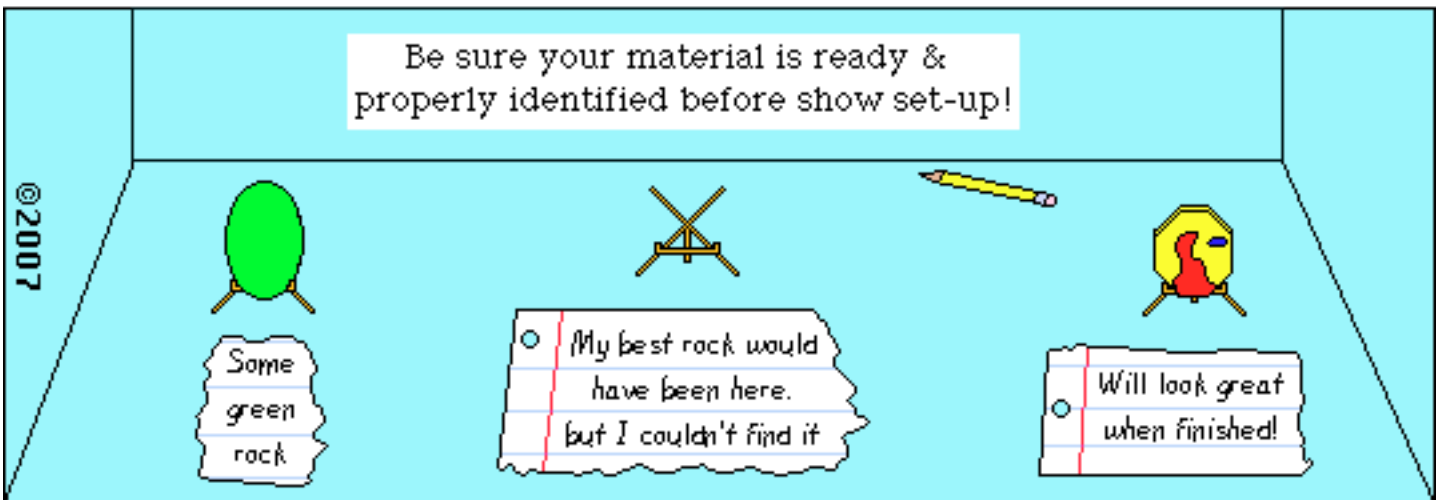 Be sure your material is ready &
properly identified before show set-up!
©2007
Some
green
rock
My best rock would
have been here.
but I couldn't find it
Will look great
when finished!